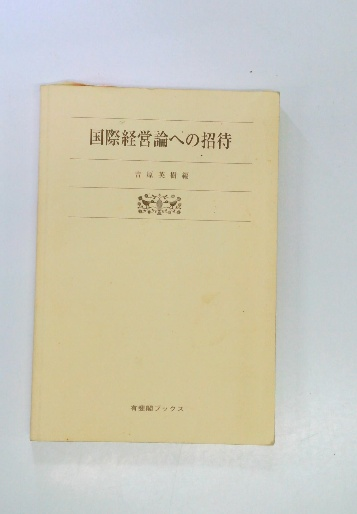 国際経営論への招待
吉原英樹編
有斐閣ブックス